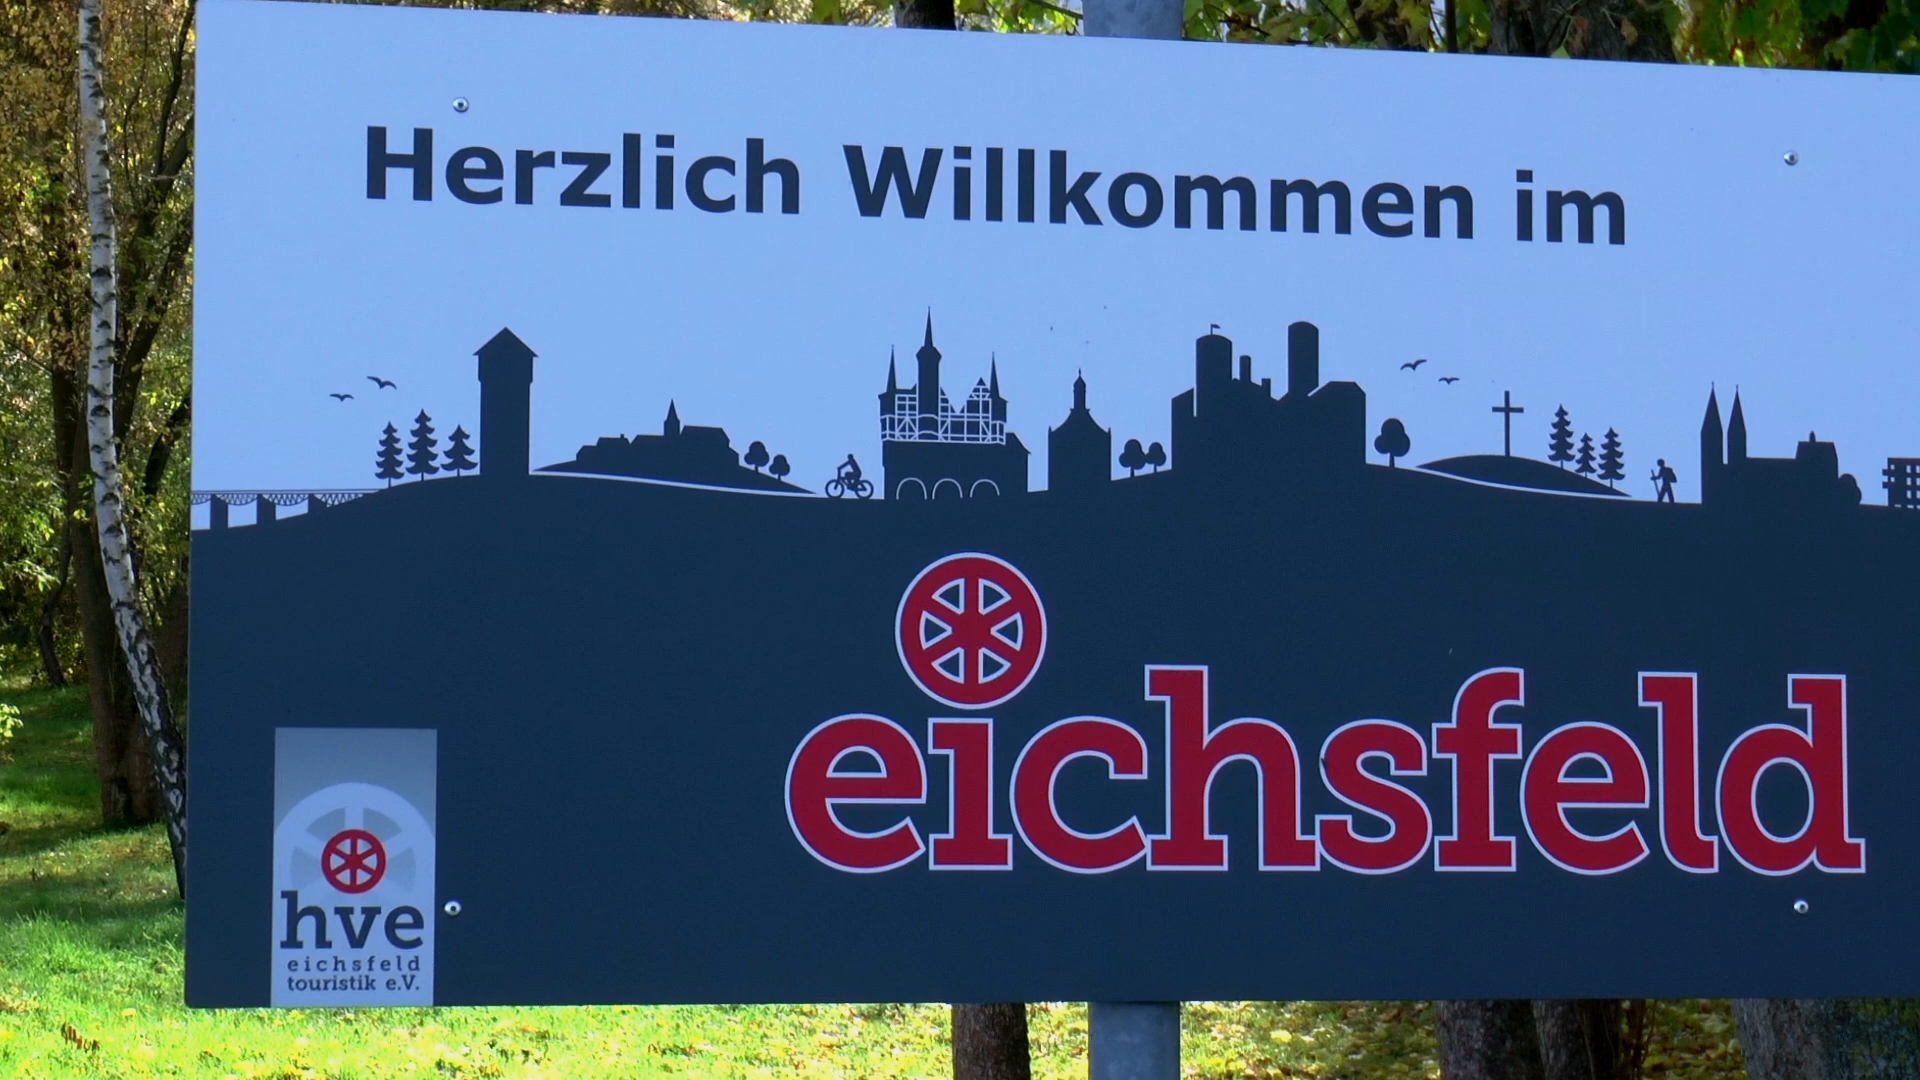 Herzlich Willkommen im
eichsfeld
hve
eichsfeld
touristik e.V.